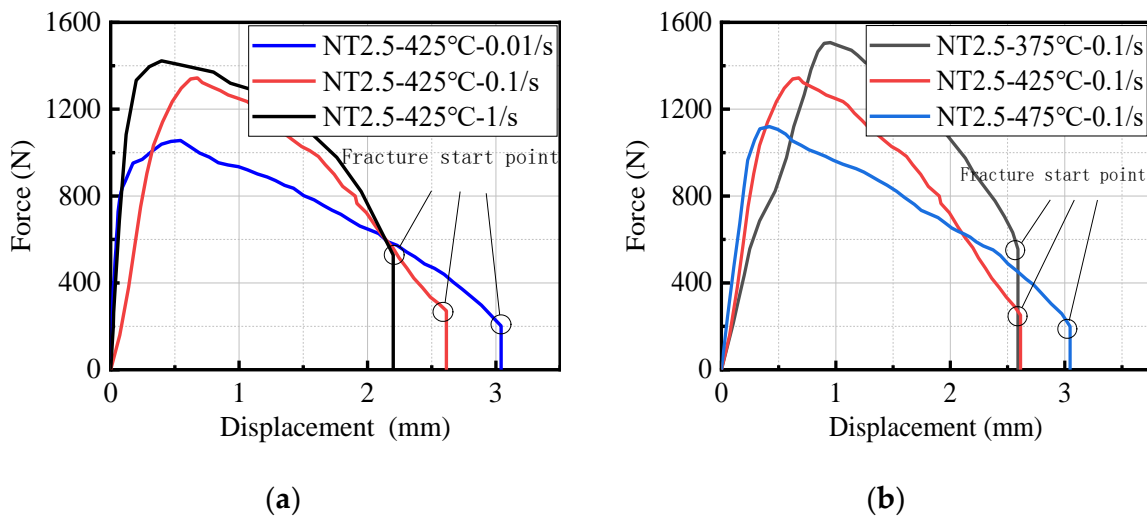 1600
1200
800
400
0
Force (N)
NT2.5-425℃-0.01/s
NT2.5-425℃-0.1/s
NT2.5-425℃-1/s
Fracture start point
0 1 2 3
Displacement (mm)
(a)
1600
1200
800
400
0
Force (N)
NT2.5-375℃-0.1/s
NT2.5-425℃-0.1/s
NT2.5-475℃-0.1/s
Fracture start point
0 1 2 3
Displacement (mm)
(b)